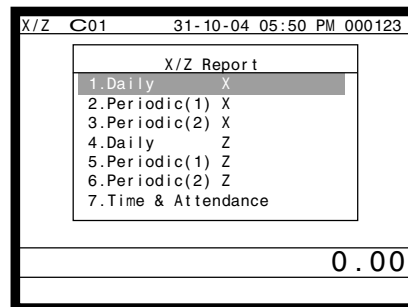 X/Z C01 31-10-04 05:50 PM 000123
X/Z Report
1.Daily X
2.Periodic(1) X
3.Periodic(2) X
4.Daily Z
5.Periodic(1) Z
6.Periodic(2) Z
7.Time & Attendance
0.00